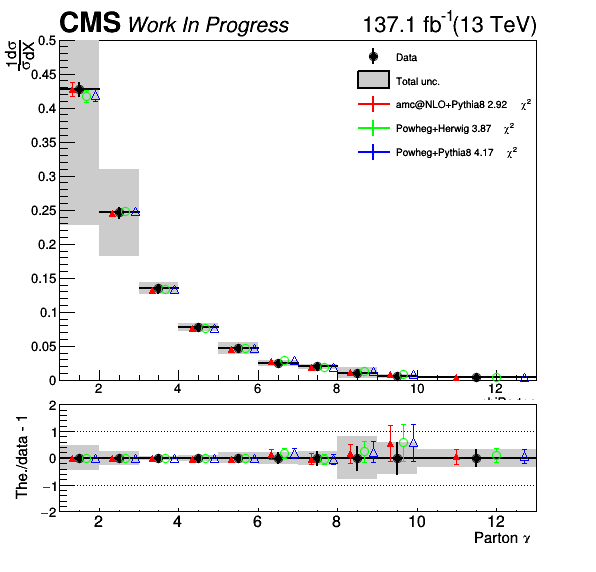 CMS Work In Progress 137.1 fb⁻¹(13 TeV)
1 dσ
σ dX
Data
Total unc.
amc@NLO+Pythia8 2.92 χ²
Powheg+Herwig 3.87 χ²
Powheg+Pythia8 4.17 χ²
0.5
0.45
0.4
0.35
0.3
0.25
0.2
0.15
0.1
0.05
0
2 4 6 8 10 12
The./data - 1
2
1
0
−1
−2
2 4 6 8 10 12
Parton χ